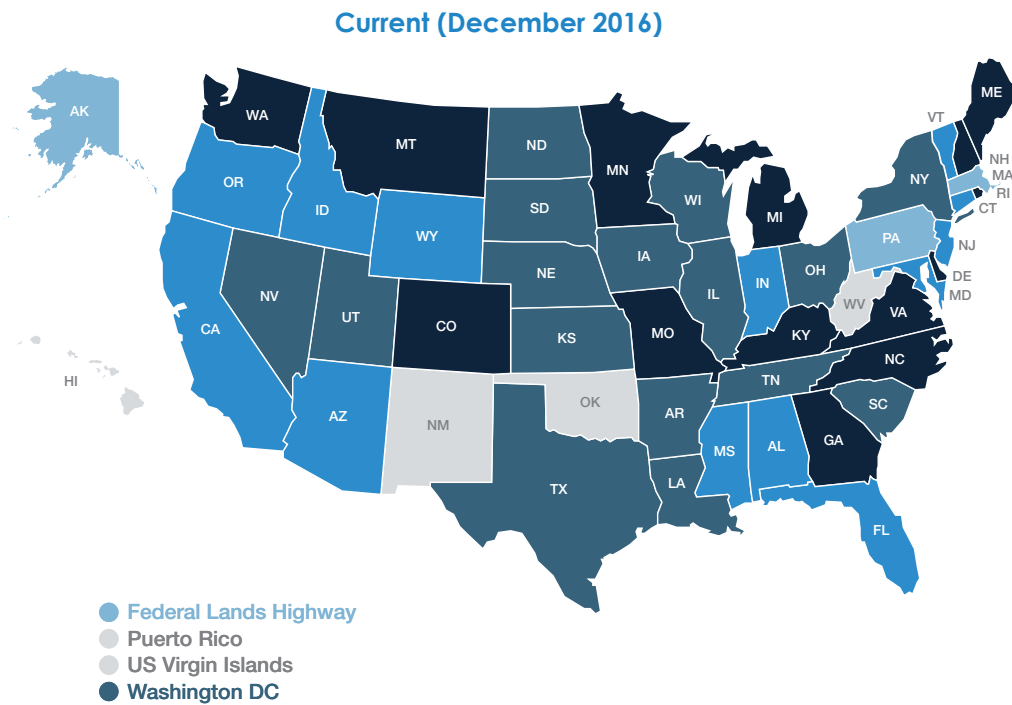 Current (December 2016)
ME
AK
WA
VT
MT
ND
NH
MN
MA
OR
NY
RI
ID
SD
WI
CT
MI
WY
PA
NJ
IA
NE
OH
DE
IN
IL
MD
NV
WV
UT
VA
CO
CA
KS
MO
KY
NC
HI
TN
OK
SC
AZ
NM
AR
GA
MS
AL
TX
LA
FL
Federal Lands Highway
Puerto Rico
US Virgin Islands
Washington DC